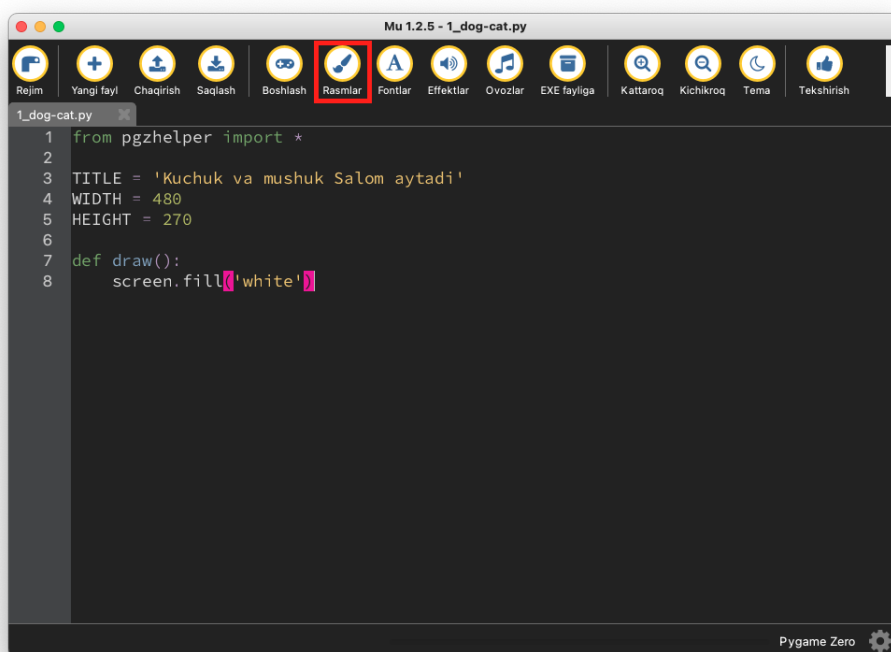 Mu 1.2.5 - 1_dog-cat.py
Rejim Yangi fayl Chaqirish Saqlash Boshlash Rasmlar Fontlar Effektlar Ovozlar EXE fayliga Kattaroq Kichikroq Tema Tekshirish
1_dog-cat.py
1 from pgzhelper import *
2
3 TITLE = 'Kuchuk va mushuk Salom aytadi'
4 WIDTH = 480
5 HEIGHT = 270
6
7 def draw():
8     screen.fill('white')
Pygame Zero